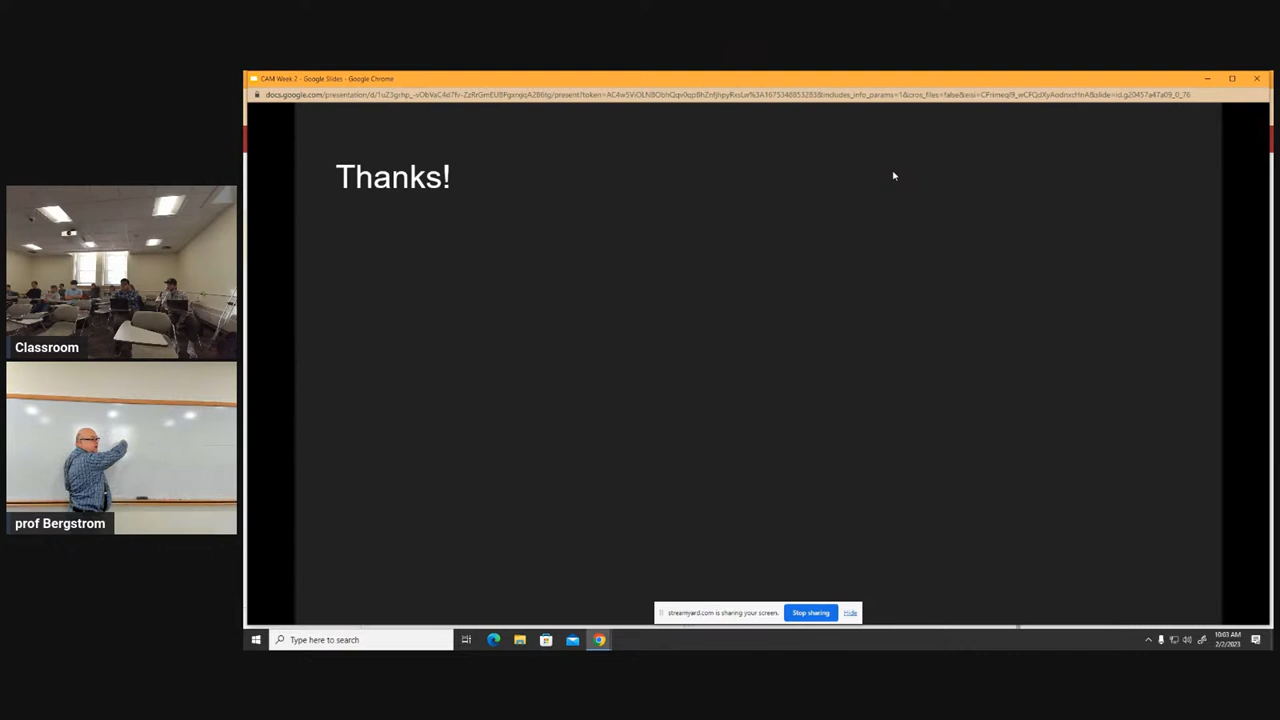 CAM Week 2 - Google Slides - Google Chrome
Thanks!
Classroom
prof Bergstrom
streamyard.com is sharing your screen.
Stop sharing
Hide
Type here to search
10:03 AM
2/2/2023